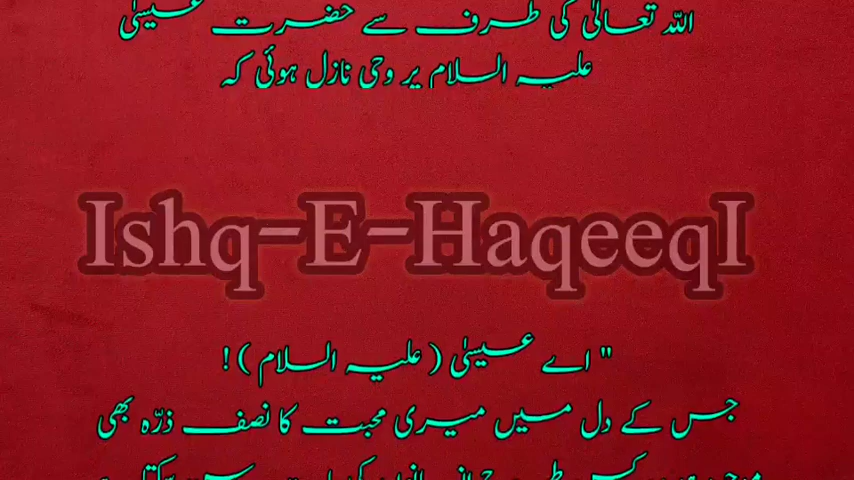 اللہ تعالیٰ کی طرف سے حضرت عیسیٰ
علیہ السلام پر وحی نازل ہوئی کہ
Ishq-E-HaqeeqI
" اے عیسیٰ ( علیہ السلام ) !
جس کے دل میں میری محبت کا نصف ذرّہ بھی